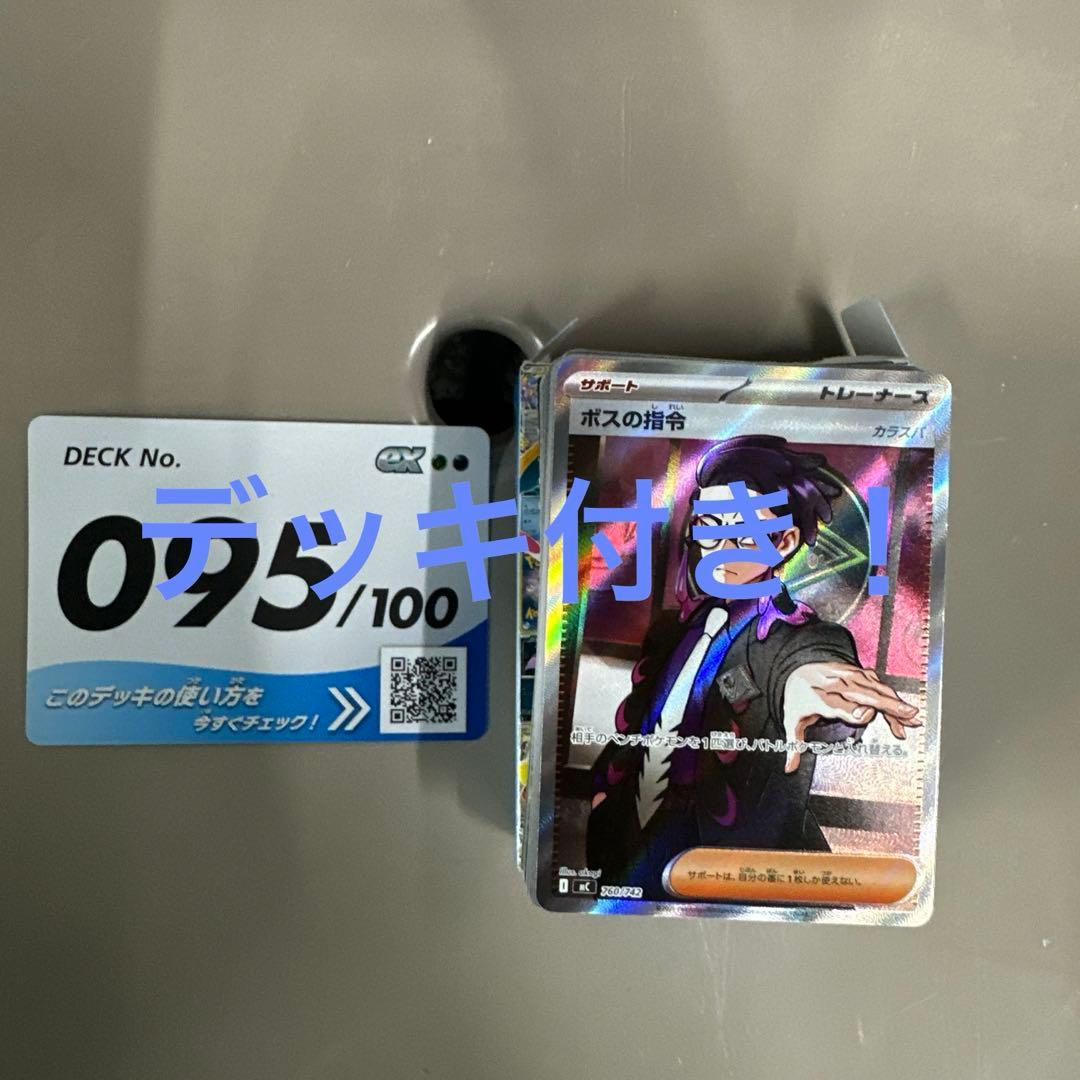 DECK No.
ex
095/100
このデッキの使い方を
今すぐチェック!
デッキ付き!
サポート
トレーナーズ
ボスの指令
カラスバ
相手のベンチポケモンを1匹選び、バトルポケモンと入れ替える。
サポートは、自分の番に1枚しか使えない。
MC 760/742